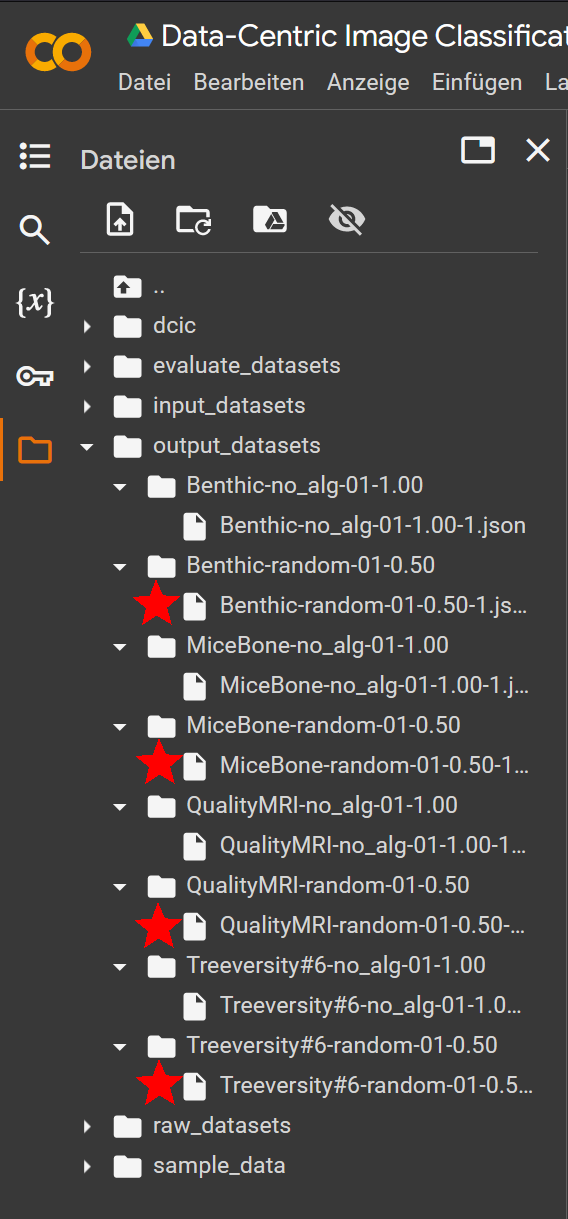 Data-Centric Image Classificat
Datei Bearbeiten Anzeige Einfügen La
Dateien
{x}
..
dcic
evaluate_datasets
input_datasets
output_datasets
Benthic-no_alg-01-1.00
Benthic-no_alg-01-1.00-1.json
Benthic-random-01-0.50
Benthic-random-01-0.50-1.js…
MiceBone-no_alg-01-1.00
MiceBone-no_alg-01-1.00-1.j…
MiceBone-random-01-0.50
MiceBone-random-01-0.50-1…
QualityMRI-no_alg-01-1.00
QualityMRI-no_alg-01-1.00-1…
QualityMRI-random-01-0.50
QualityMRI-random-01-0.50-…
Treeversity#6-no_alg-01-1.00
Treeversity#6-no_alg-01-1.0…
Treeversity#6-random-01-0.50
Treeversity#6-random-01-0.5…
raw_datasets
sample_data